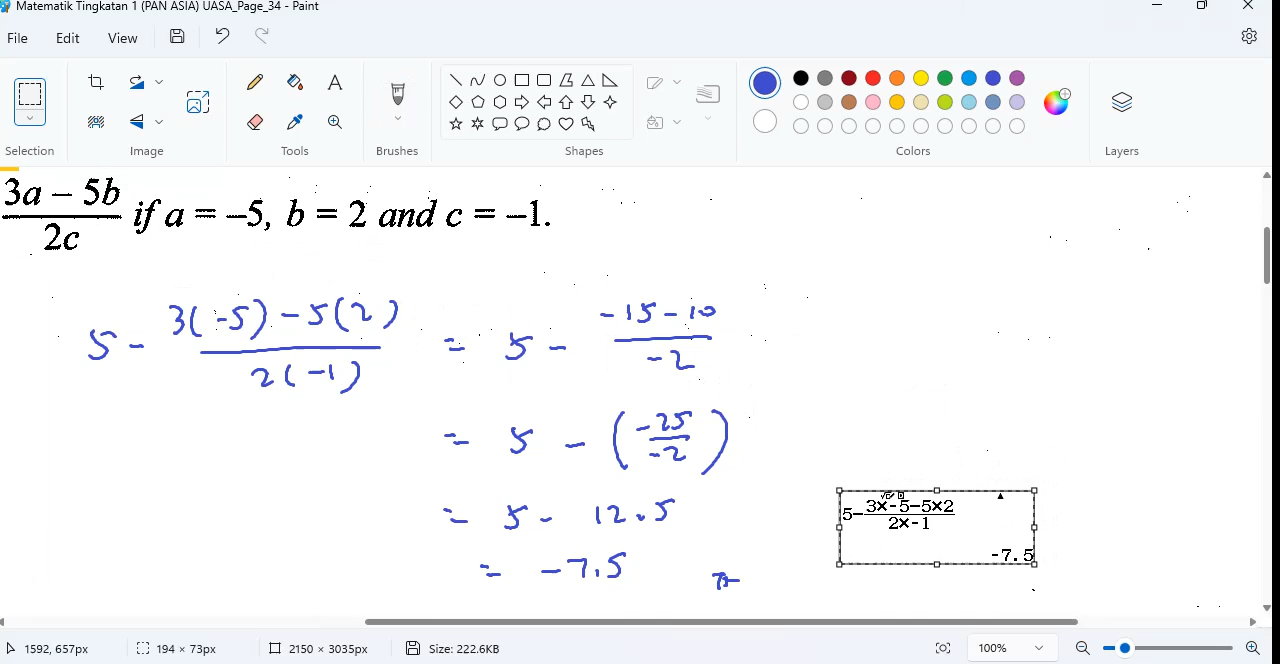 Matematik Tingkatan 1 (PAN ASIA) UASA_Page_34 - Paint
File Edit View
Selection Image Tools Brushes Shapes Colors Layers
3a – 5b
2c
if a = –5, b = 2 and c = –1.
5 - 3(-5) - 5(2) / 2(-1) = 5 - -15 - 10 / -2
= 5 - (-25 / -2)
= 5 - 12.5
= -7.5
5-3×-5-5×2
2×-1
-7.5
1592, 657px 194 × 73px 2150 × 3035px Size: 222.6KB 100%